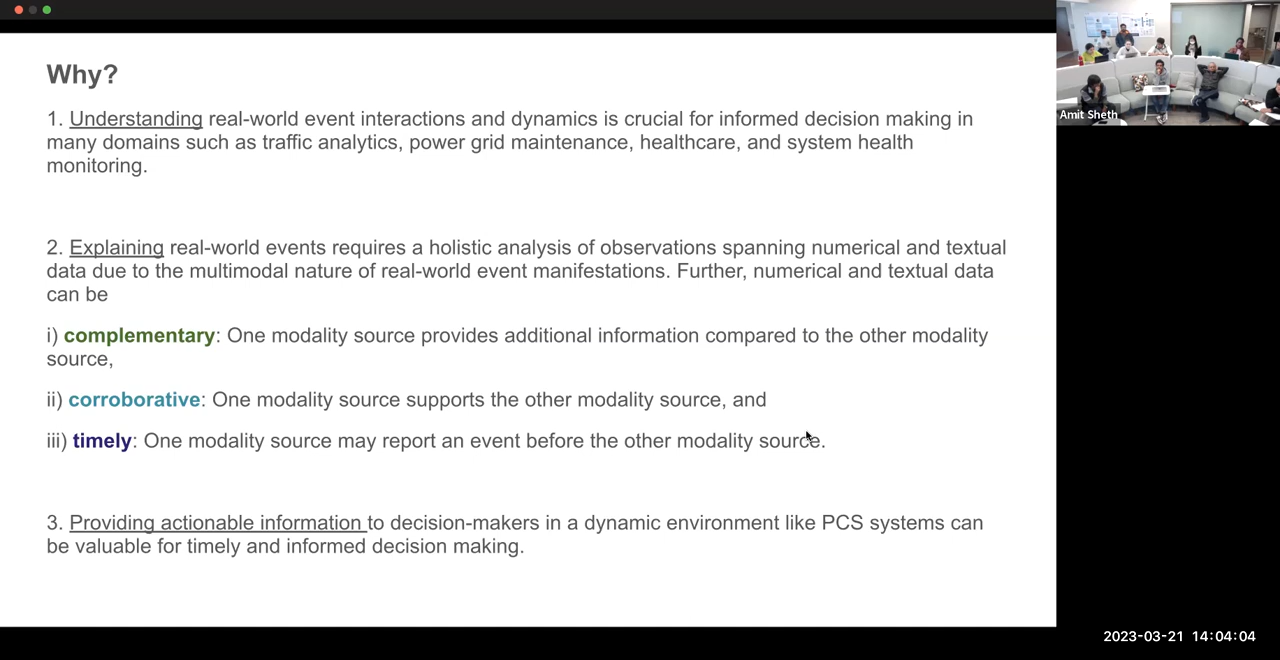 Why?
1. Understanding real-world event interactions and dynamics is crucial for informed decision making in
many domains such as traffic analytics, power grid maintenance, healthcare, and system health
monitoring.
2. Explaining real-world events requires a holistic analysis of observations spanning numerical and textual
data due to the multimodal nature of real-world event manifestations. Further, numerical and textual data
can be
i) complementary: One modality source provides additional information compared to the other modality
source,
ii) corroborative: One modality source supports the other modality source, and
iii) timely: One modality source may report an event before the other modality source.
3. Providing actionable information to decision-makers in a dynamic environment like PCS systems can
be valuable for timely and informed decision making.
Amit Sheth
2023-03-21 14:04:04